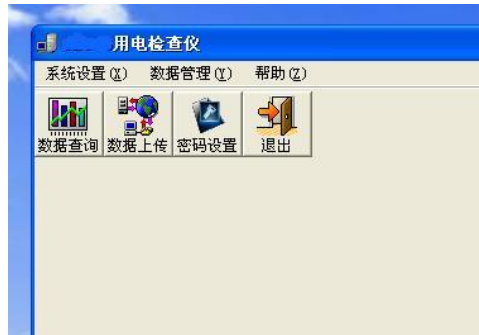 用电检查仪
系统设置(X) 数据管理(Y) 帮助(Z)
数据查询 数据上传 密码设置 退出